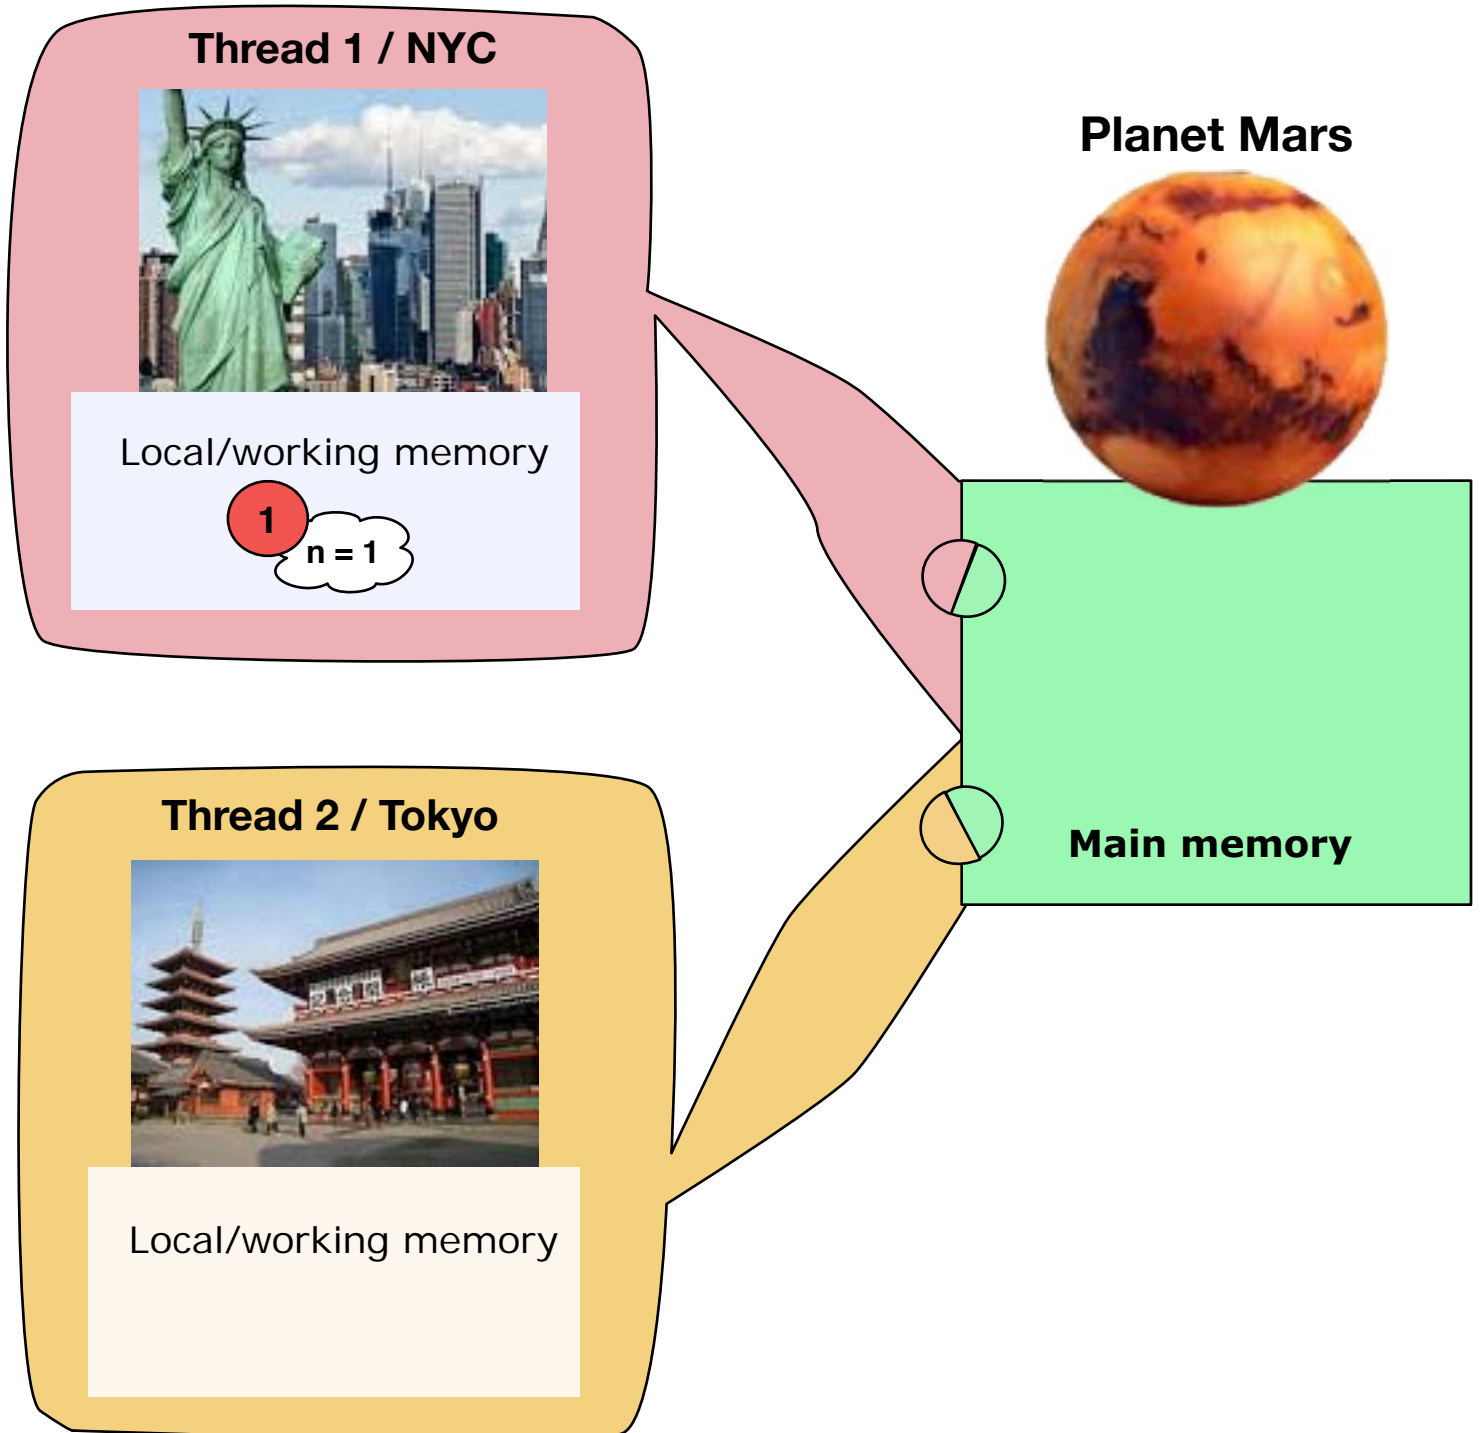 Thread 1 / NYC
Planet Mars
Local/working memory
1
n = 1
Thread 2 / Tokyo
Main memory
Local/working memory